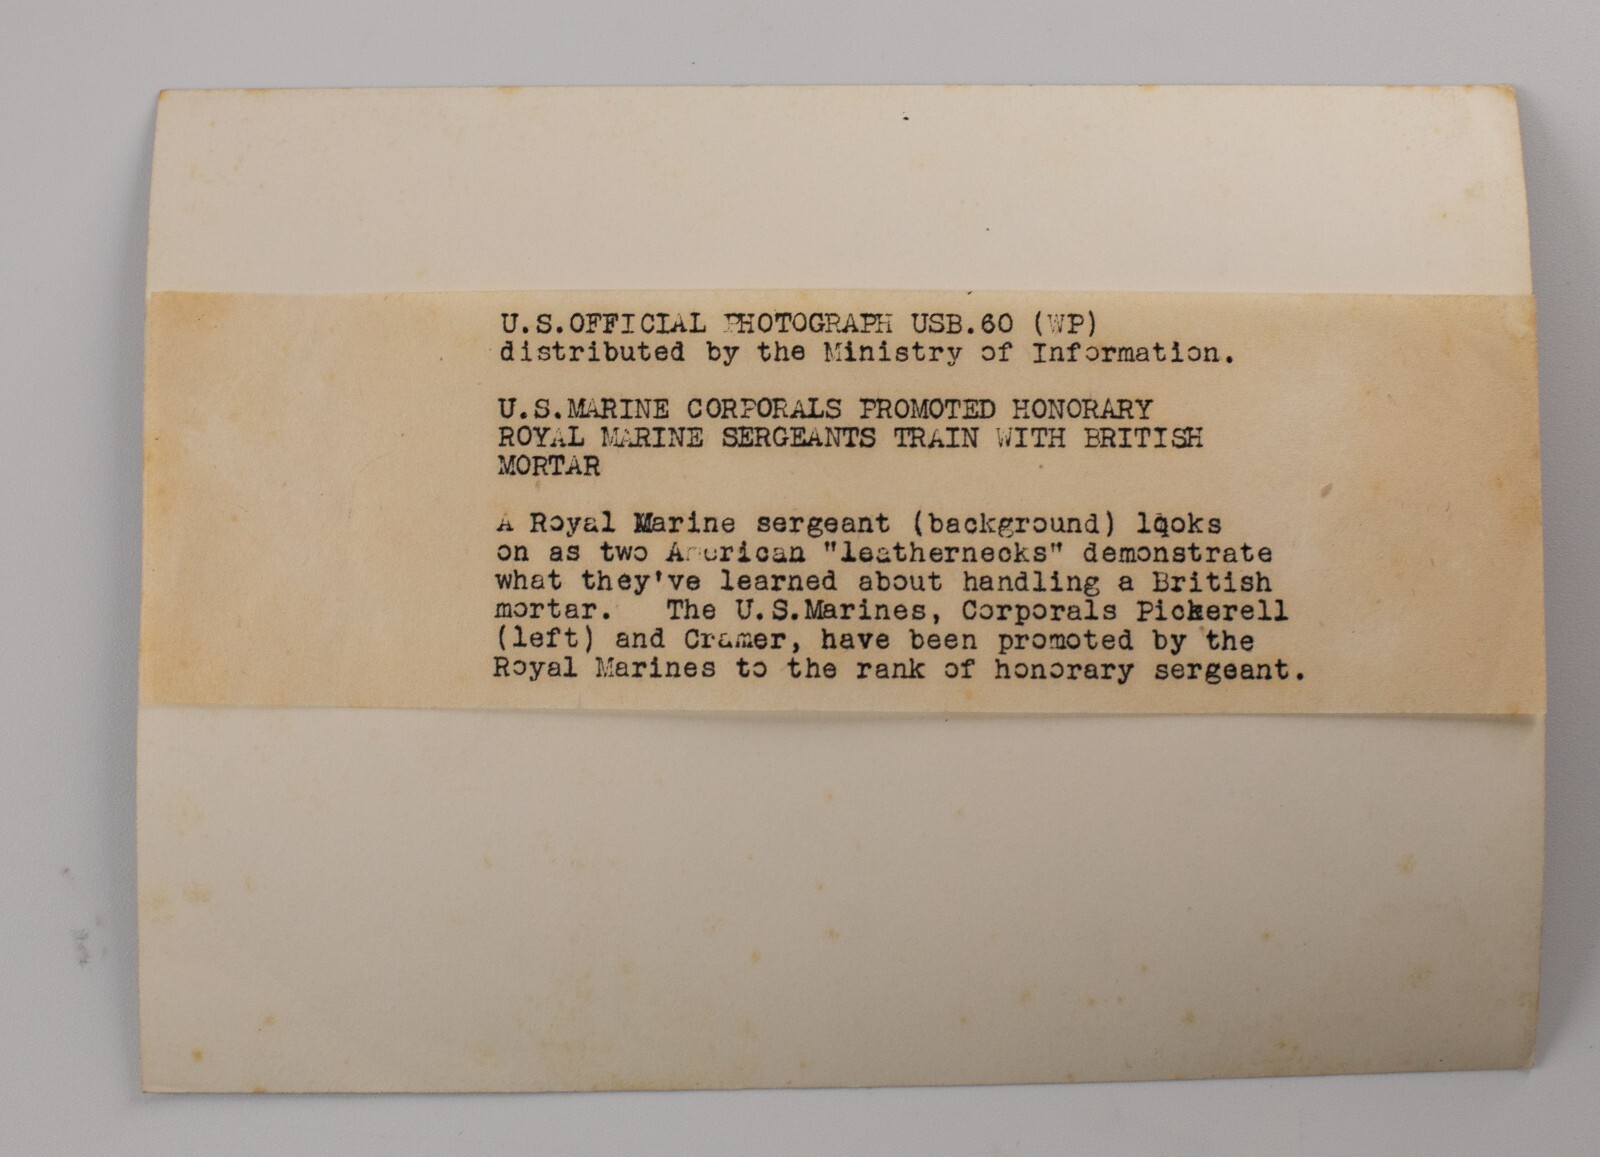 U.S.OFFICIAL PHOTOGRAPH USB.60 (WP)
distributed by the Ministry of Information.
U.S.MARINE CORPORALS PROMOTED HONORARY
ROYAL MARINE SERGEANTS TRAIN WITH BRITISH
MORTAR
A Royal Marine sergeant (background) looks
on as two American "leathernecks" demonstrate
what they've learned about handling a British
mortar. The U.S.Marines, Corporals Pickerell
(left) and Cramer, have been promoted by the
Royal Marines to the rank of honorary sergeant.